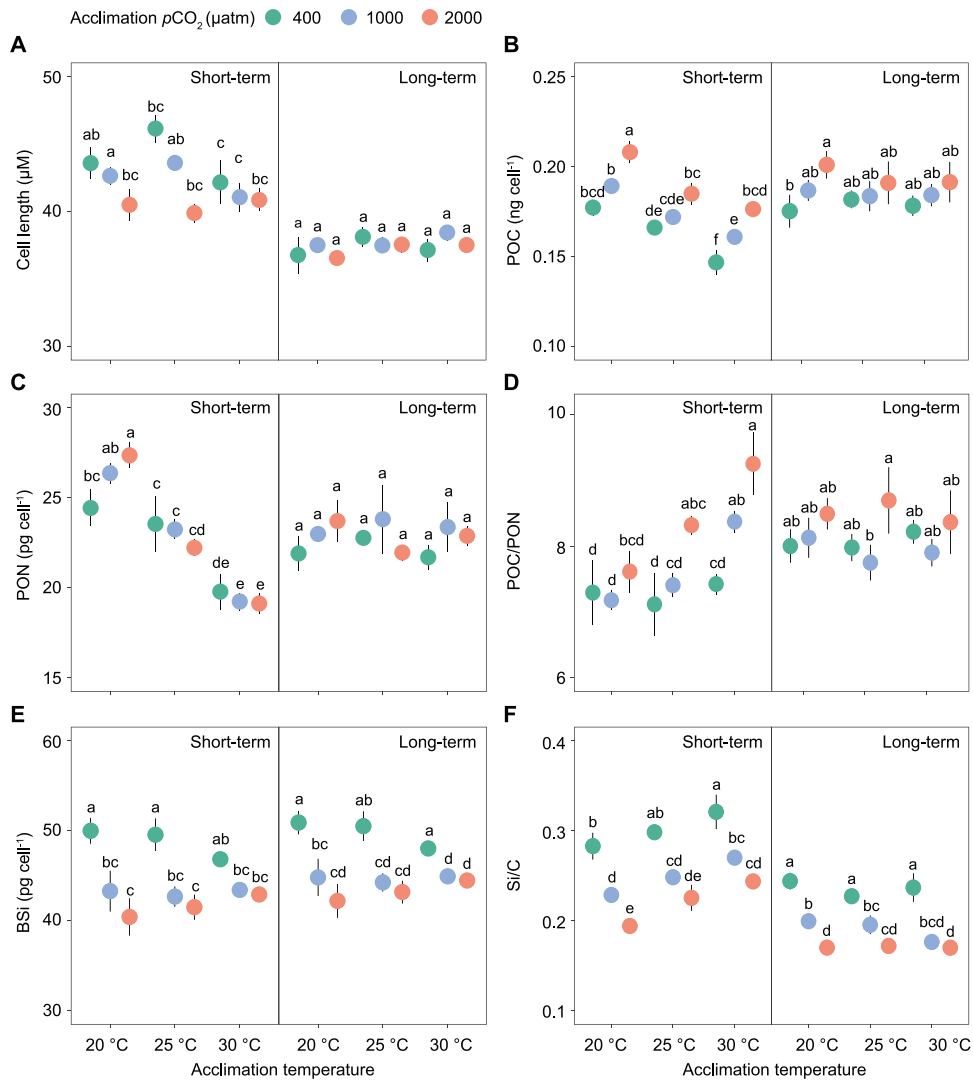 Acclimation pCO2 (μatm) 400 1000 2000
A
50
40
30
Cell length (μM)
Short-term
Long-term
ab a bc
bc ab bc
c c bc
a a a
a a a
a a a
B
0.25
0.20
0.15
0.10
POC (ng cell-1)
Short-term
Long-term
bcd b a
de cde bc
f e bcd
b ab a
ab ab ab
ab ab ab
C
30
25
20
15
PON (pg cell-1)
Short-term
Long-term
bc ab a
c c cd
de e e
a a a
a a a
a a a
D
10
8
6
POC/PON
Short-term
Long-term
d d bcd
d cd abc
cd ab a
ab ab ab
ab b a
ab ab ab
E
60
50
40
30
BSi (pg cell-1)
Short-term
Long-term
a bc c
a bc c
ab bc bc
a bc cd
ab cd cd
a d d
20 °C 25 °C 30 °C 20 °C 25 °C 30 °C
Acclimation temperature
F
0.4
0.3
0.2
0.1
Si/C
Short-term
Long-term
b d e
ab cd de
a bc cd
a b d
a bc cd
a bcd d
20 °C 25 °C 30 °C 20 °C 25 °C 30 °C
Acclimation temperature